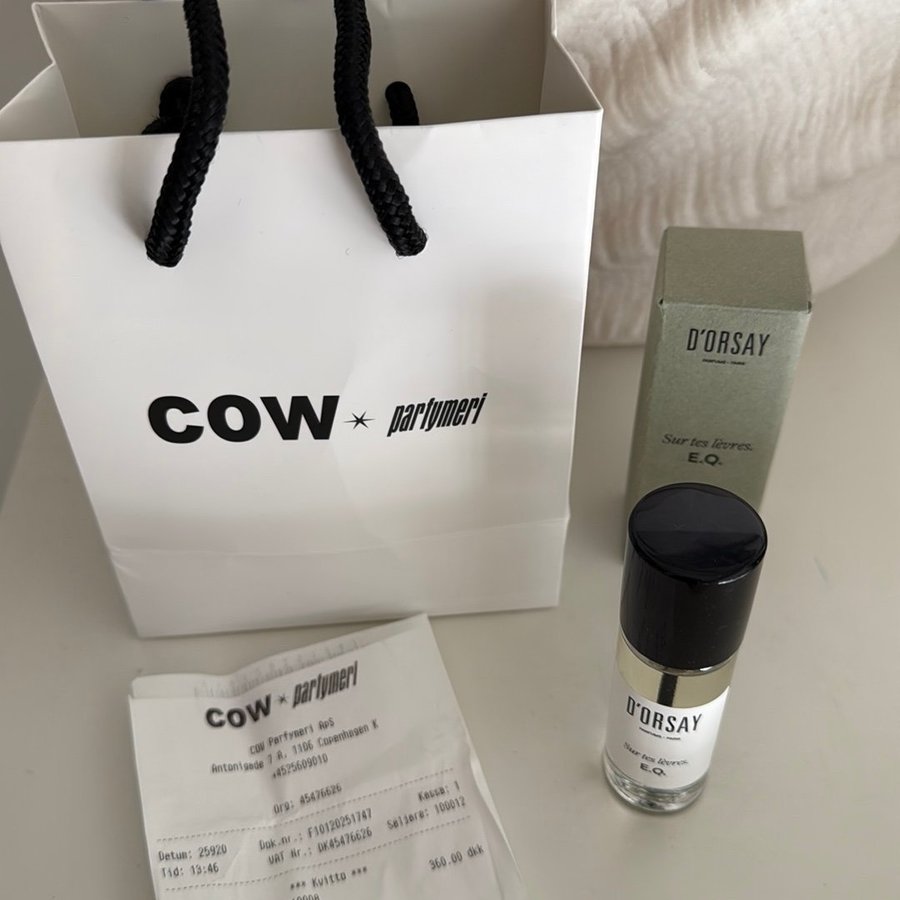 COW parfymeri
D'ORSAY
PARFUMS - PARIS
Sur tes lèvres.
E.Q.
D'ORSAY
PARFUMS - PARIS
Sur tes lèvres.
E.Q.
COW parfymeri
COW Parfymeri ApS
Antonigade 7 A, 1106 Copenhagen K
+4525609010
Org: 45476626
Dok.nr.: F10120251747 Kassa: 1
Datum: 25920 VAT Nr.: DK45476626 Säljare: 100012
Tid: 13:46
*** Kvitto ***
360.00 dkk